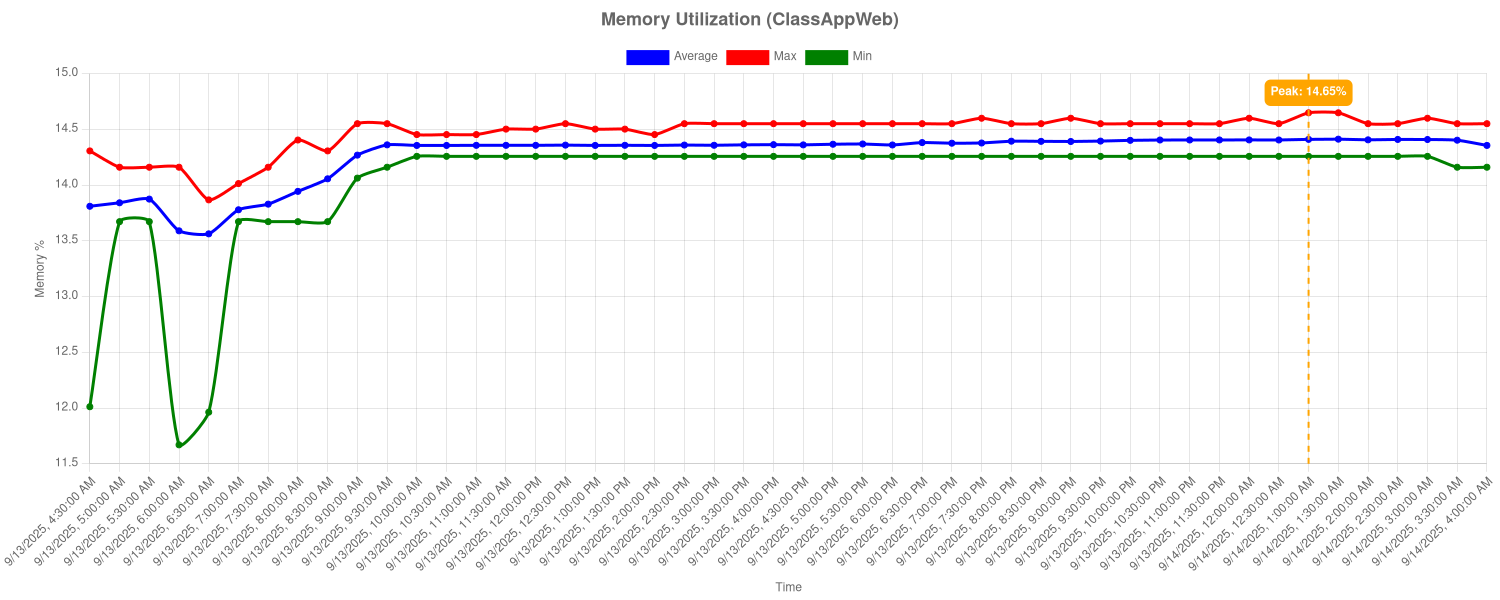 Memory Utilization (ClassAppWeb)
Average Max Min
15.0
14.5
14.0
13.5
13.0
12.5
12.0
11.5
Memory %
Peak: 14.65%
9/13/2025, 4:30:00 AM
9/13/2025, 5:00:00 AM
9/13/2025, 5:30:00 AM
9/13/2025, 6:00:00 AM
9/13/2025, 6:30:00 AM
9/13/2025, 7:00:00 AM
9/13/2025, 7:30:00 AM
9/13/2025, 8:00:00 AM
9/13/2025, 8:30:00 AM
9/13/2025, 9:00:00 AM
9/13/2025, 9:30:00 AM
9/13/2025, 10:00:00 AM
9/13/2025, 10:30:00 AM
9/13/2025, 11:00:00 AM
9/13/2025, 11:30:00 AM
9/13/2025, 12:00:00 PM
9/13/2025, 12:30:00 PM
9/13/2025, 1:00:00 PM
9/13/2025, 1:30:00 PM
9/13/2025, 2:00:00 PM
9/13/2025, 2:30:00 PM
9/13/2025, 3:00:00 PM
9/13/2025, 3:30:00 PM
9/13/2025, 4:00:00 PM
9/13/2025, 4:30:00 PM
9/13/2025, 5:00:00 PM
9/13/2025, 5:30:00 PM
9/13/2025, 6:00:00 PM
9/13/2025, 6:30:00 PM
9/13/2025, 7:00:00 PM
9/13/2025, 7:30:00 PM
9/13/2025, 8:00:00 PM
9/13/2025, 8:30:00 PM
9/13/2025, 9:00:00 PM
9/13/2025, 9:30:00 PM
9/13/2025, 10:00:00 PM
9/13/2025, 10:30:00 PM
9/13/2025, 11:00:00 PM
9/13/2025, 11:30:00 PM
9/14/2025, 12:00:00 AM
9/14/2025, 12:30:00 AM
9/14/2025, 1:00:00 AM
9/14/2025, 1:30:00 AM
9/14/2025, 2:00:00 AM
9/14/2025, 2:30:00 AM
9/14/2025, 3:00:00 AM
9/14/2025, 3:30:00 AM
9/14/2025, 4:00:00 AM
Time